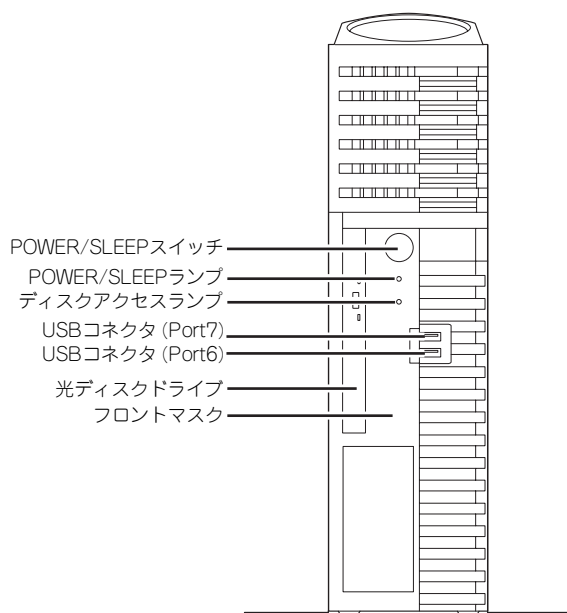 POWER/SLEEPスイッチ
POWER/SLEEPランプ
ディスクアクセスランプ
USBコネクタ(Port7)
USBコネクタ(Port6)
光ディスクドライブ
フロントマスク